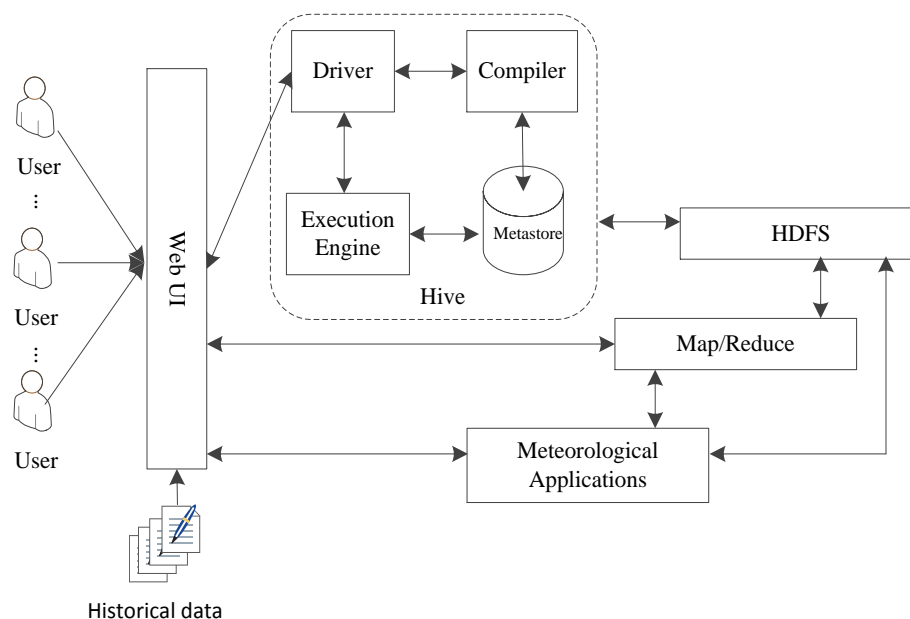 User
...
User
...
User
Web UI
Driver
Compiler
Execution
Engine
Metastore
Hive
HDFS
Map/Reduce
Meteorological
Applications
Historical data